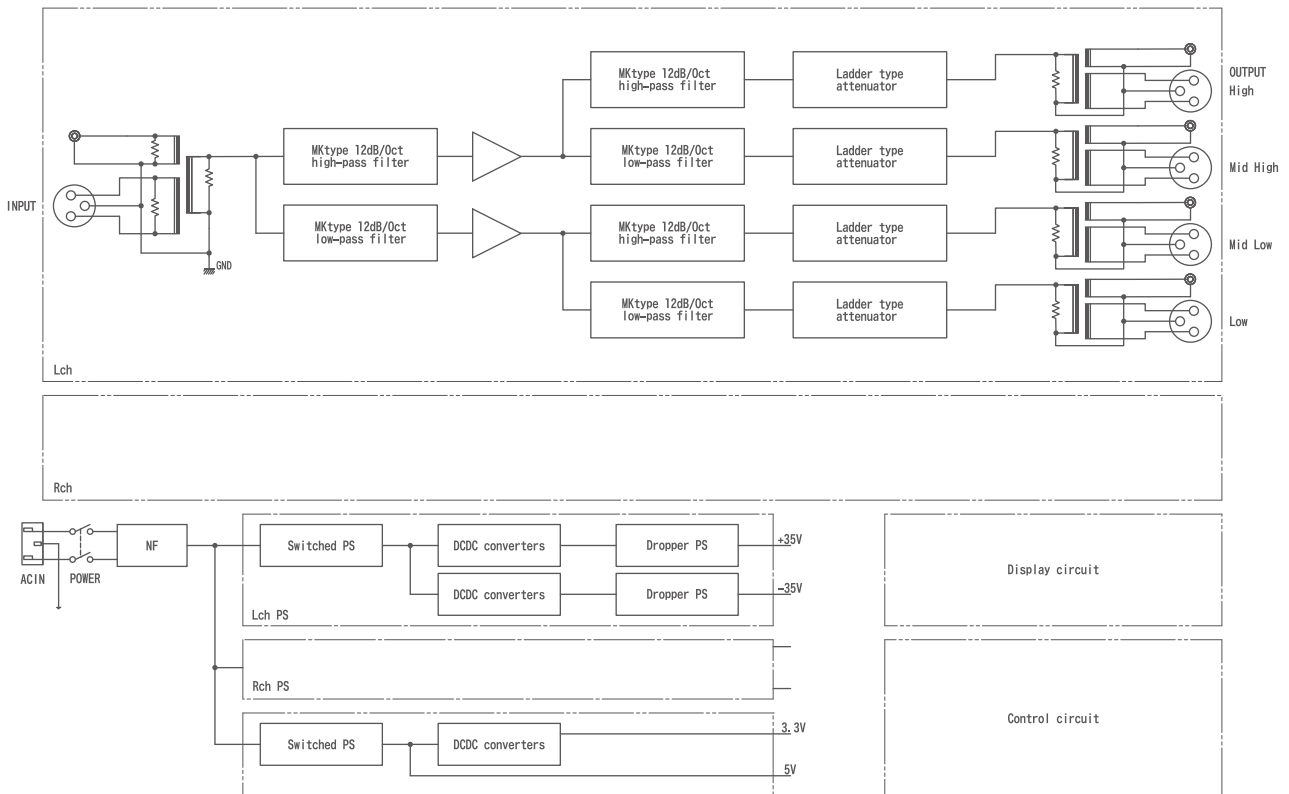 MKtype 12dB/Oct
high-pass filter
Ladder type
attenuator
OUTPUT
High
MKtype 12dB/Oct
high-pass filter
MKtype 12dB/Oct
low-pass filter
Ladder type
attenuator
Mid High
INPUT
MKtype 12dB/Oct
low-pass filter
MKtype 12dB/Oct
high-pass filter
Ladder type
attenuator
Mid Low
GND
MKtype 12dB/Oct
low-pass filter
Ladder type
attenuator
Low
Lch
Rch
ACIN
POWER
NF
Switched PS
DCDC converters
Dropper PS
+35V
DCDC converters
Dropper PS
-35V
Lch PS
Display circuit
Rch PS
Switched PS
DCDC converters
3.3V
5V
Control circuit